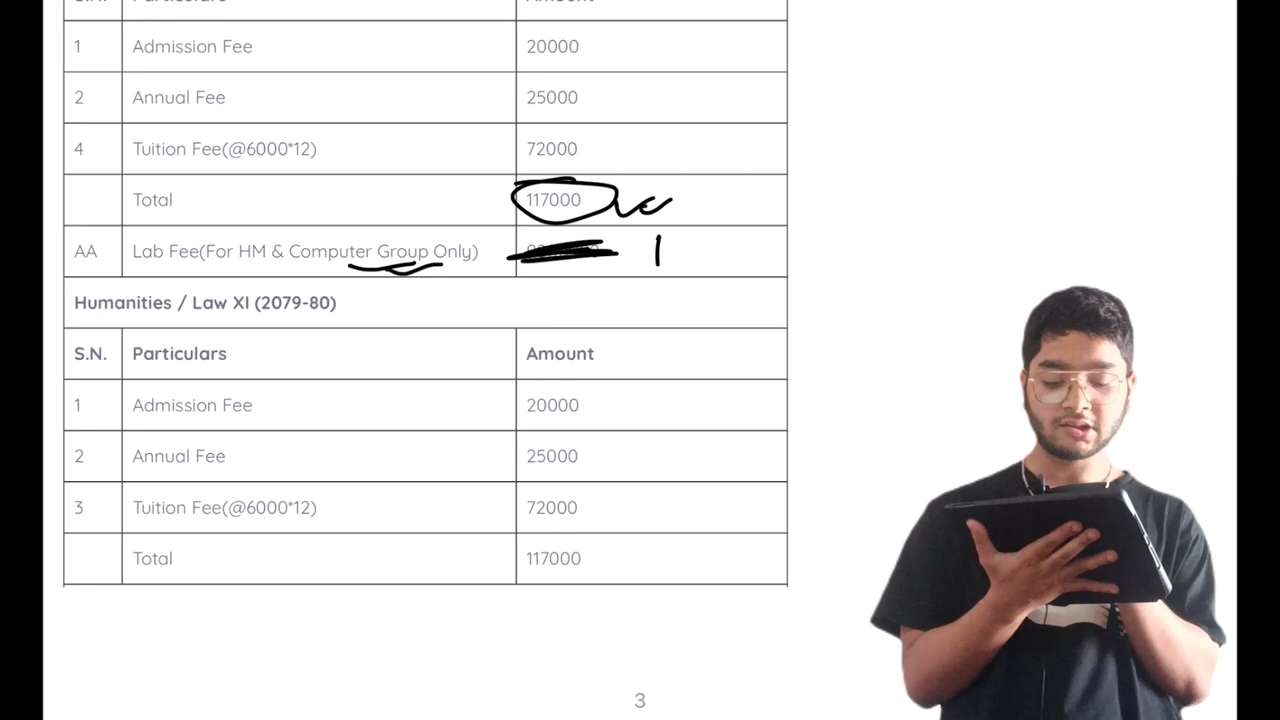 1 Admission Fee 20000
2 Annual Fee 25000
4 Tuition Fee(@6000*12) 72000
Total 117000
AA Lab Fee(For HM & Computer Group Only)
Humanities / Law XI (2079-80)
S.N. Particulars Amount
1 Admission Fee 20000
2 Annual Fee 25000
3 Tuition Fee(@6000*12) 72000
Total 117000
3